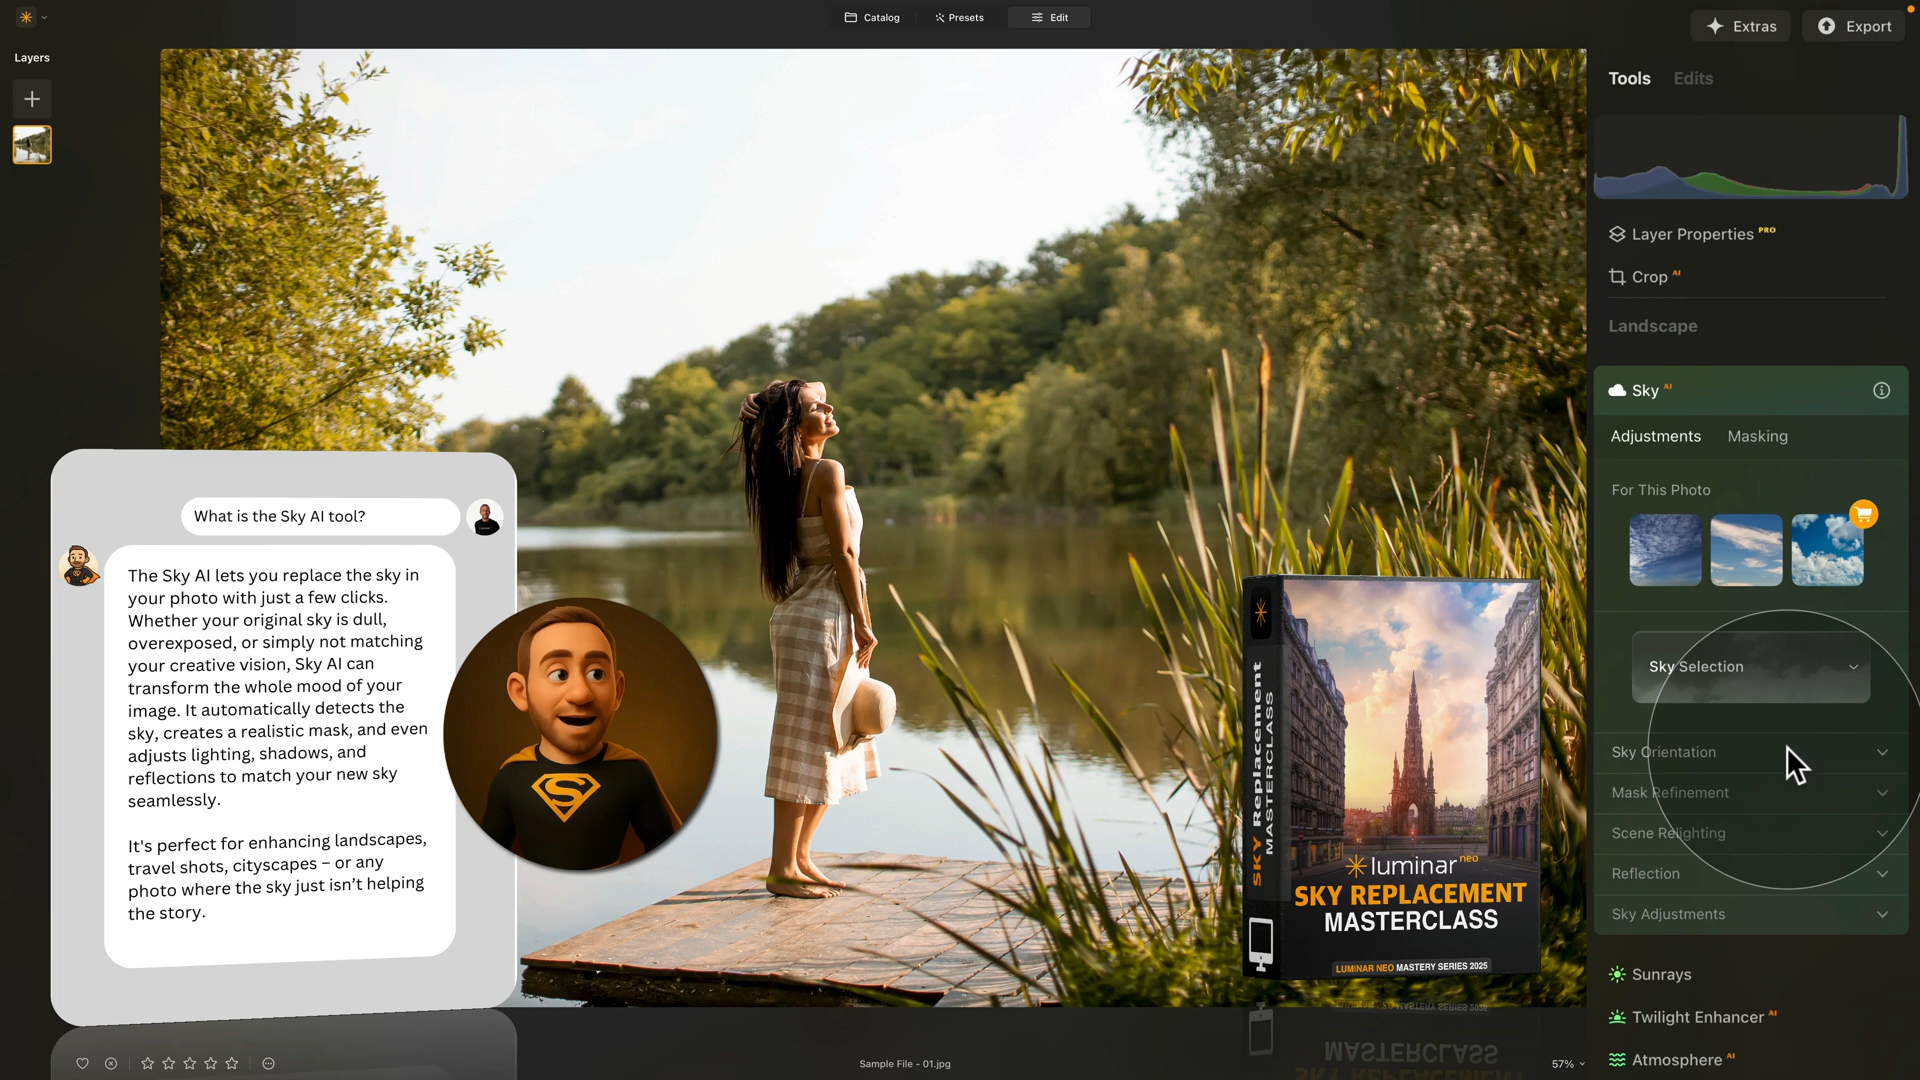 Catalog
Presets
Edit
Extras
Export
Layers
Tools
Edits
Layer Properties PRO
Crop AI
Landscape
Sky AI
Adjustments
Masking
For This Photo
Sky Selection
Sky Orientation
Mask Refinement
Scene Relighting
Reflection
Sky Adjustments
Sunrays
Twilight Enhancer AI
Atmosphere AI
What is the Sky AI tool?
The Sky AI lets you replace the sky in
your photo with just a few clicks.
Whether your original sky is dull,
overexposed, or simply not matching
your creative vision, Sky AI can
transform the whole mood of your
image. It automatically detects the
sky, creates a realistic mask, and even
adjusts lighting, shadows, and
reflections to match your new sky
seamlessly.
It's perfect for enhancing landscapes,
travel shots, cityscapes – or any
photo where the sky just isn’t helping
the story.
S
SKY Replacement
MASTERCLASS
luminar neo
SKY REPLACEMENT
MASTERCLASS
LUMINAR NEO MASTERY SERIES 2025
Sample File - 01.jpg
57%